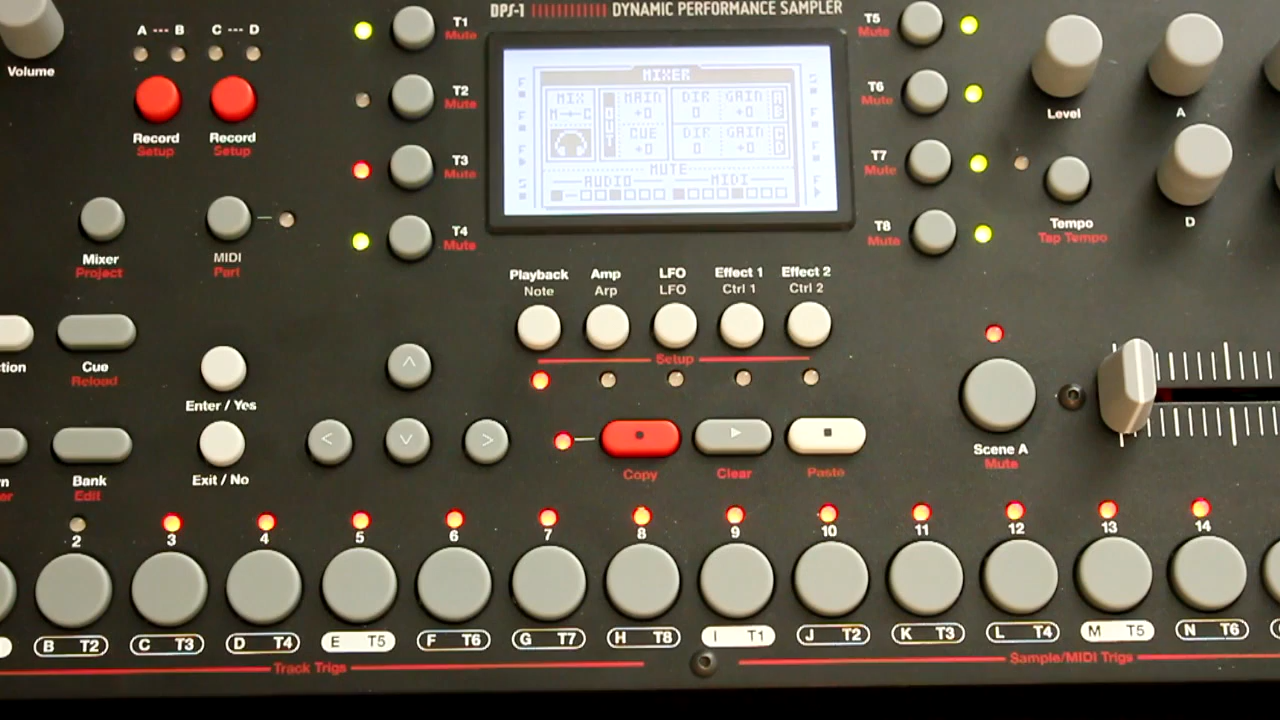 DPS-1 DYNAMIC PERFORMANCE SAMPLER
Volume
A --- B
C --- D
Record
Setup
Record
Setup
T1
Mute
T2
Mute
T3
Mute
T4
Mute
MIXER
MIX
MAIN
DIR
GAIN
+0
0
+0
OUT
CUE
DIR
GAIN
+0
0
+0
MUTE
AUDIO
MIDI
T5
Mute
T6
Mute
T7
Mute
T8
Mute
Level
A
Tempo
Tap Tempo
D
Mixer
Project
MIDI
Part
Playback
Note
Amp
Arp
LFO
LFO
Effect 1
Ctrl 1
Effect 2
Ctrl 2
Setup
Cue
Reload
Enter / Yes
Exit / No
Bank
Edit
Copy
Clear
Paste
Scene A
Mute
2 3 4 5 6 7 8 9 10 11 12 13 14
B T2
C T3
D T4
E T5
F T6
G T7
H T8
I T1
J T2
K T3
L T4
M T5
N T6
Track Trigs
Sample/MIDI Trigs